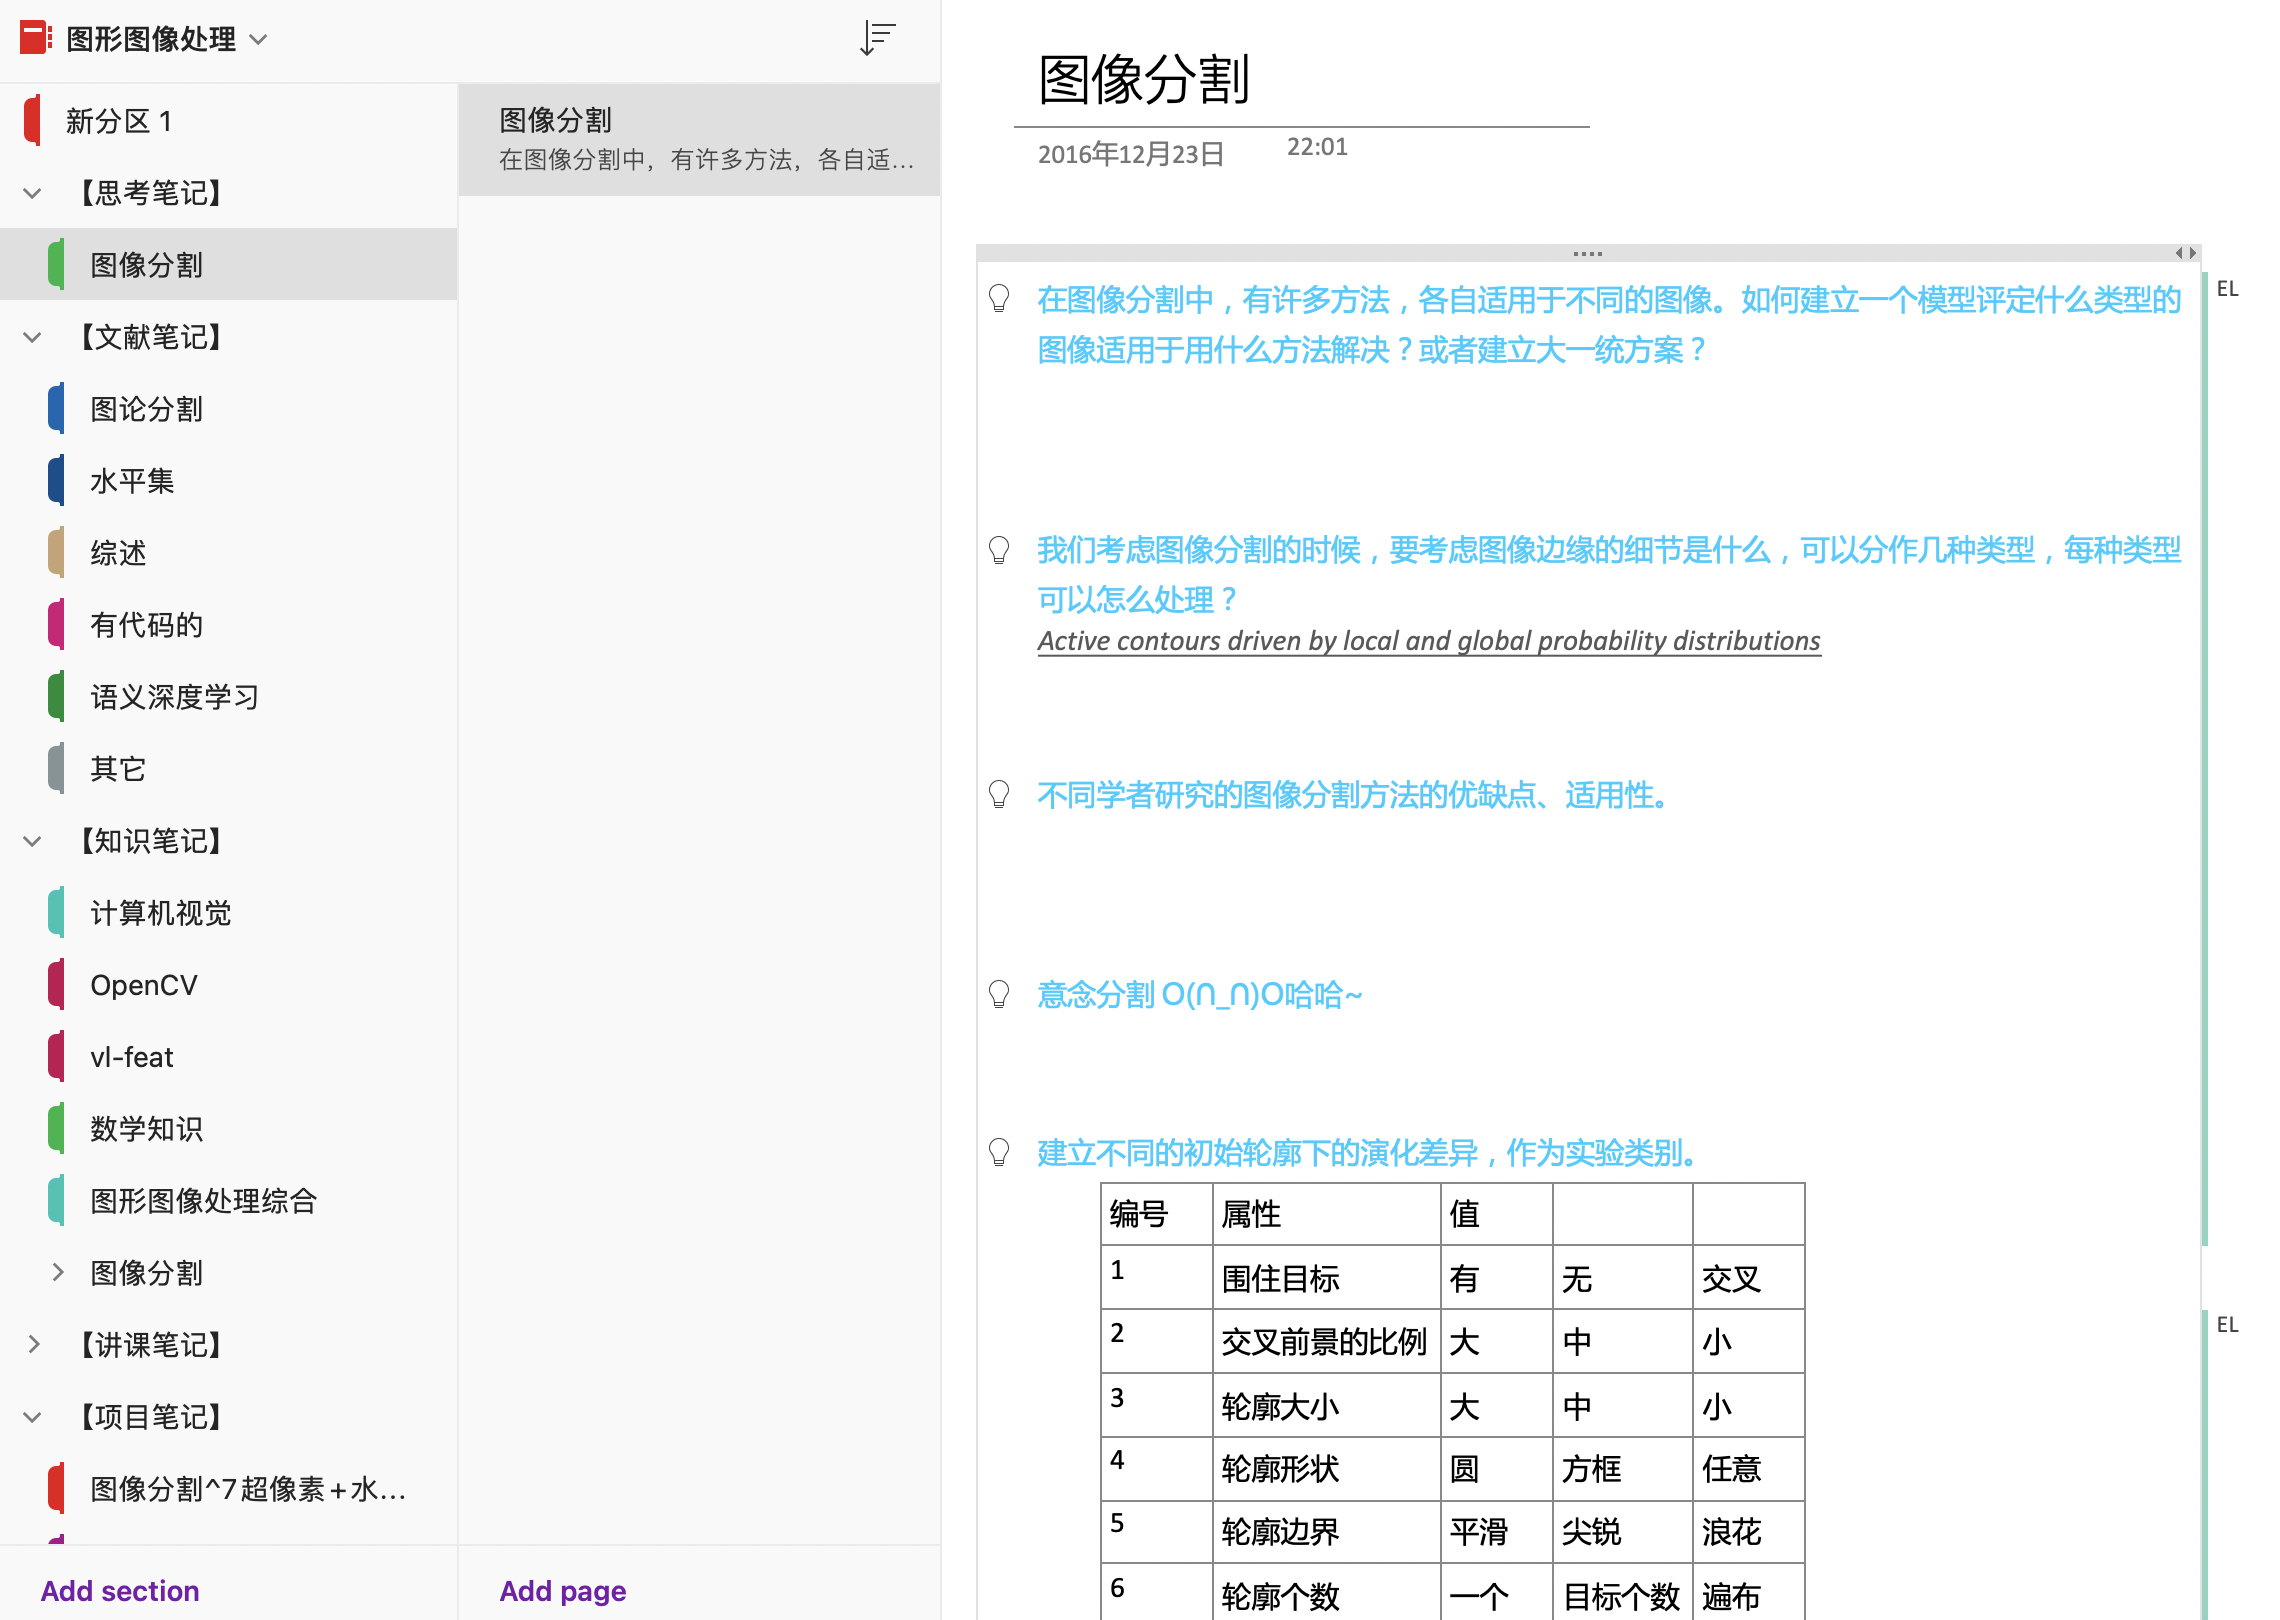 图形图像处理
新分区 1
【思考笔记】
图像分割
【文献笔记】
图论分割
水平集
综述
有代码的
语义深度学习
其它
【知识笔记】
计算机视觉
OpenCV
vl-feat
数学知识
图形图像处理综合
图像分割
【讲课笔记】
【项目笔记】
图像分割^7超像素+水...
Add section
图像分割
在图像分割中，有许多方法，各自适...
Add page
图像分割
2016年12月23日 22:01
在图像分割中，有许多方法，各自适用于不同的图像。如何建立一个模型评定什么类型的
图像适用于用什么方法解决？或者建立大一统方案？
EL
我们考虑图像分割的时候，要考虑图像边缘的细节是什么，可以分作几种类型，每种类型
可以怎么处理？
Active contours driven by local and global probability distributions
不同学者研究的图像分割方法的优缺点、适用性。
意念分割 O(∩_∩)O哈哈~
建立不同的初始轮廓下的演化差异，作为实验类别。
编号 属性 值
1 围住目标 有 无 交叉
2 交叉前景的比例 大 中 小
EL
3 轮廓大小 大 中 小
4 轮廓形状 圆 方框 任意
5 轮廓边界 平滑 尖锐 浪花
6 轮廓个数 一个 目标个数 遍布